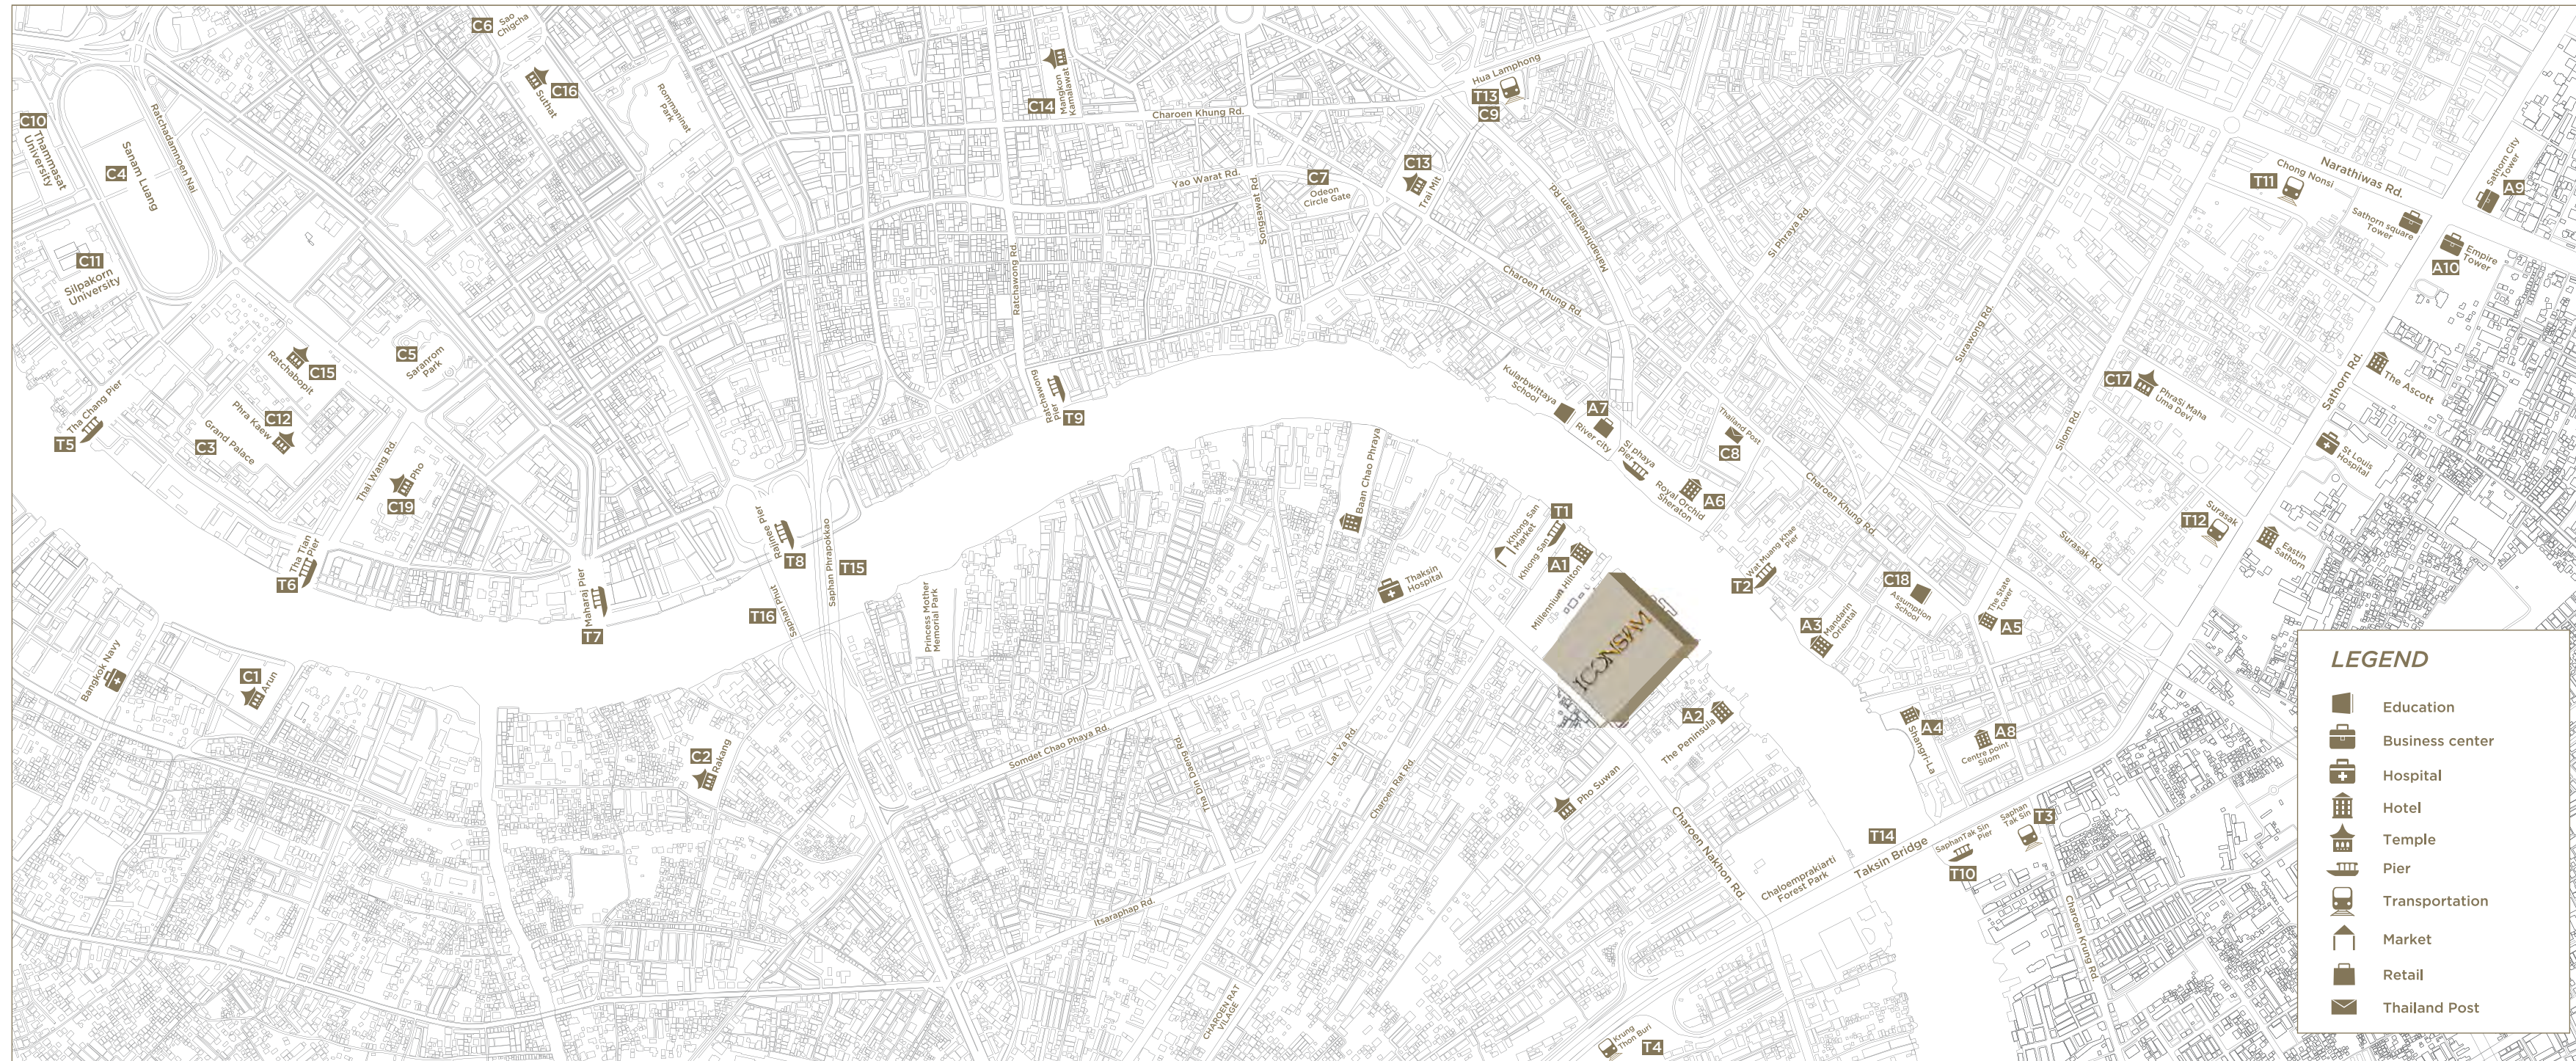 C6
Sao
Chigcha
C16
Suthat
Rommaninat
Park
C14
Mangkon
Kamalawat
Charoen Khung Rd.
Hua Lamphong
T13
C9
C10
Thammasat
University
C4
Sanam Luang
Ratchadamnoen Nai
C11
Silpakorn
University
Yao Warat Rd.
Songsawat Rd.
C7
Odeon
Circle Gate
C13
Trai Mit
Mahaphruetharam Rd.
Si Phraya Rd.
Chong Nonsi
T11
Narathiwas Rd.
Sathorn City
Tower
A9
Sathorn square
Tower
Empire
Tower
A10
Ratchawong Rd.
Charoen Khung Rd.
Surawong Rd.
C15
Ratchabopit
C5
Saranrom
Park
C12
Phra Kaew
C3
Grand Palace
Tha Chang Pier
T5
Thai Wang Rd.
Pho
C19
Ratchawong
Pier
T9
Kularbwittaya
School
A7
River city
Si phaya
Pier
Thailand Post
C8
Royal Orchid
Sheraton
A6
Charoen Khung Rd.
C17
PhraSi Maha
Uma Devi
Silom Rd.
Sathorn Rd.
The Ascott
St Louis
Hospital
Baan Chao Phraya
Tha Tian
Pier
T6
Maharaj Pier
T7
Rajinee Pier
T8
Saphan Phrapokkao
T15
T16
Saphan Phut
Princess Mother
Memorial Park
Thaksin
Hospital
Khlong San
Market
Khlong San
T1
A1
Millennium Hilton
ICONSIAM
Wat Muang Khae
Pier
T2
C18
Assumption
School
The State
Tower
A5
A3
Mandarin
Oriental
Surasak Rd.
T12
Surasak
Eastin
Sathorn
Bangkok Navy
C1
Arun
C2
Rakang
Somdet Chao Phaya Rd.
Tha Din Daeng Rd.
Lat Ya Rd.
Charoen Rat Rd.
A2
The Peninsula
Pho Suwan
Charoen Nakhon Rd.
A4
Shangri-La
A8
Centre point
Silom
T14
Taksin Bridge
Chaloemprakiarti
Forest Park
SaphanTak Sin
Pier
T10
Saphan
Tak Sin
T3
Charoen Krung Rd.
Itsaraphap Rd.
CHAROEN RAT
VILAGE
Krung
Thon Buri
T4
LEGEND
Education
Business center
Hospital
Hotel
Temple
Pier
Transportation
Market
Retail
Thailand Post